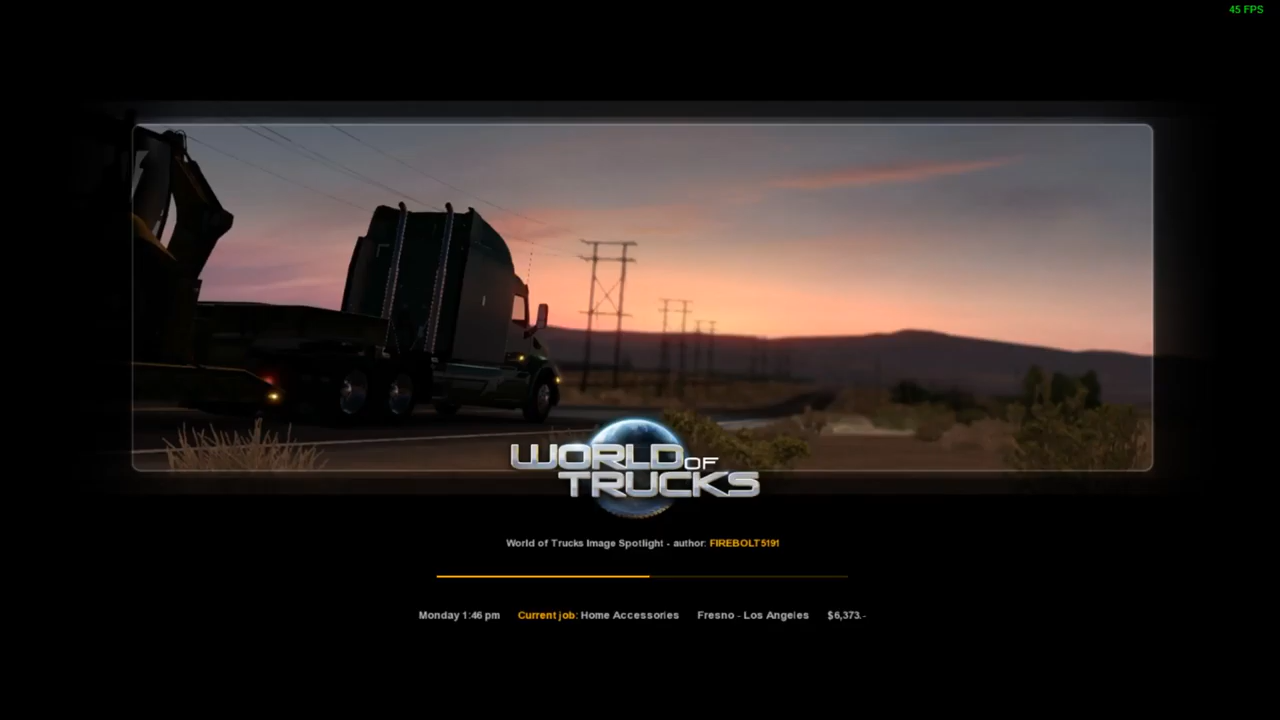 45 FPS
WORLD OF
TRUCKS
World of Trucks Image Spotlight - author: FIREBOLT5191
Monday 1:46 pm Current job: Home Accessories Fresno - Los Angeles $6,373.-